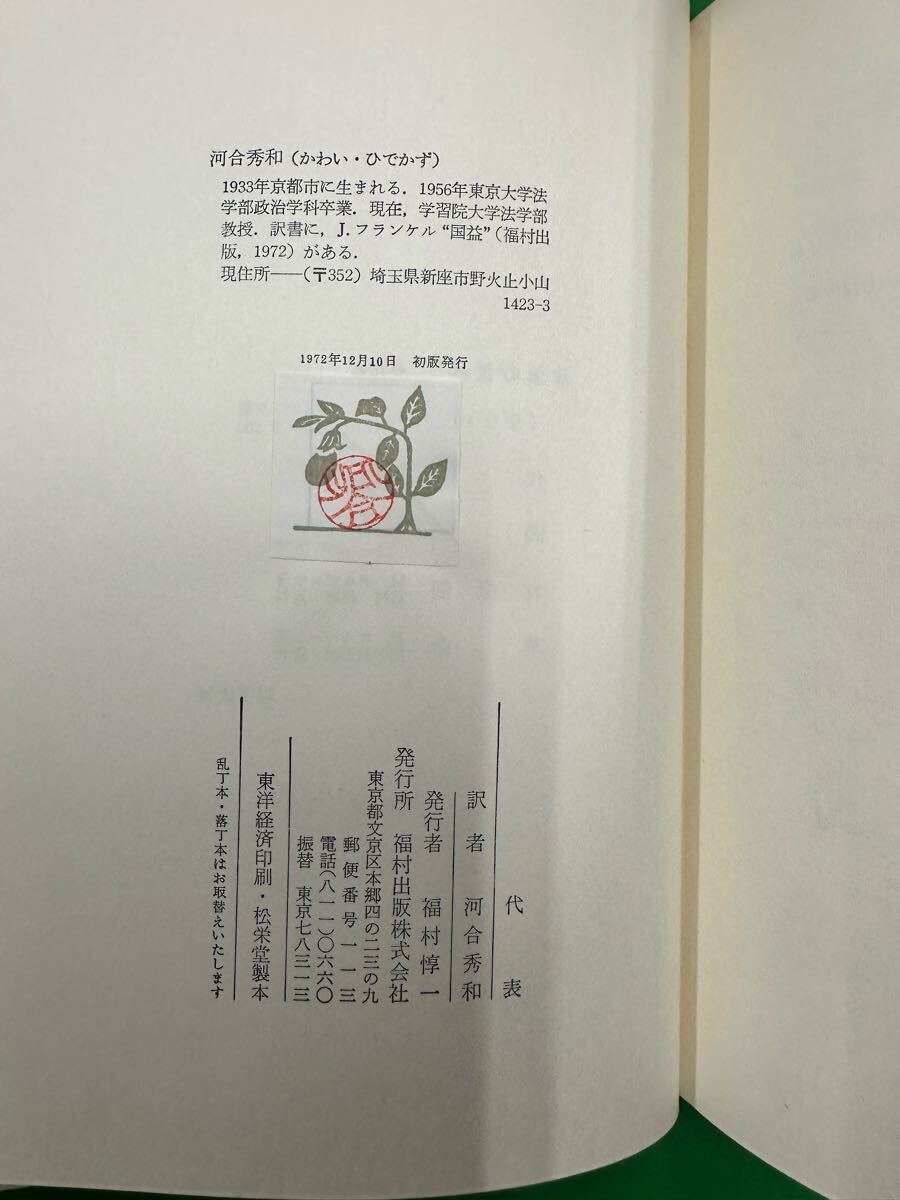 河合秀和 (かわい・ひでかず)
1933年京都市に生まれる．1956年東京大学法
学部政治学科卒業．現在，学習院大学法学部
教授．訳書に，J.フランケル“国益”（福村出
版，1972）がある．
現住所——(〒352) 埼玉県新座市野火止小山
1423-3
1972年12月10日　初版発行
代表
訳者　河合秀和
発行者　福村惇一
発行所　福村出版株式会社
東京都文京区本郷四の二三の九
郵便番号一一三
電話(八一一)〇六六〇
振替　東京七八三一三
東洋経済印刷・松栄堂製本
乱丁本・落丁本はお取替えいたします